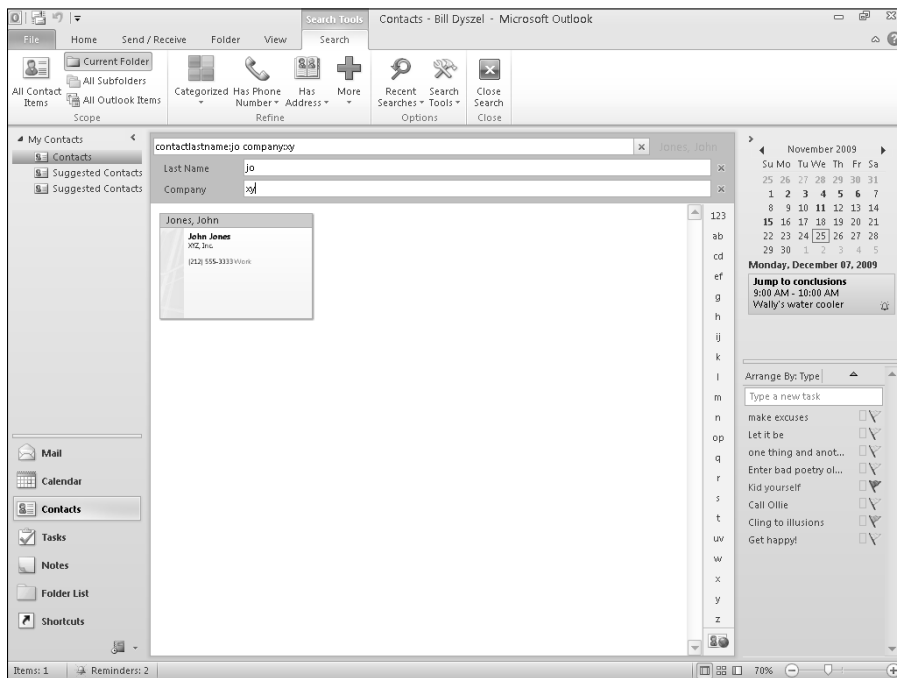 Search Tools Contacts - Bill Dyszel - Microsoft Outlook
File Home Send / Receive Folder View Search
All Contact Items
Current Folder
All Subfolders
All Outlook Items
Categorized
Has Phone Number
Has Address
More
Recent Searches
Search Tools
Close Search
Scope Refine Options Close
My Contacts
Contacts
Suggested Contacts
Suggested Contacts
contactlastname:jo company:xy
Jones, John
Last Name jo
Company xy
Jones, John
John Jones
XYZ, Inc.
(212) 555-3333 Work
123
ab
cd
ef
g
h
ij
k
l
m
n
op
q
r
s
t
uv
w
x
y
z
November 2009
Su Mo Tu We Th Fr Sa
25 26 27 28 29 30 31
1 2 3 4 5 6 7
8 9 10 11 12 13 14
15 16 17 18 19 20 21
22 23 24 25 26 27 28
29 30 1 2 3 4 5
Monday, December 07, 2009
Jump to conclusions
9:00 AM - 10:00 AM
Wally's water cooler
Arrange By: Type
Type a new task
make excuses
Let it be
one thing and anot...
Enter bad poetry ol...
Kid yourself
Call Ollie
Cling to illusions
Get happy!
Mail
Calendar
Contacts
Tasks
Notes
Folder List
Shortcuts
Items: 1 Reminders: 2 70%